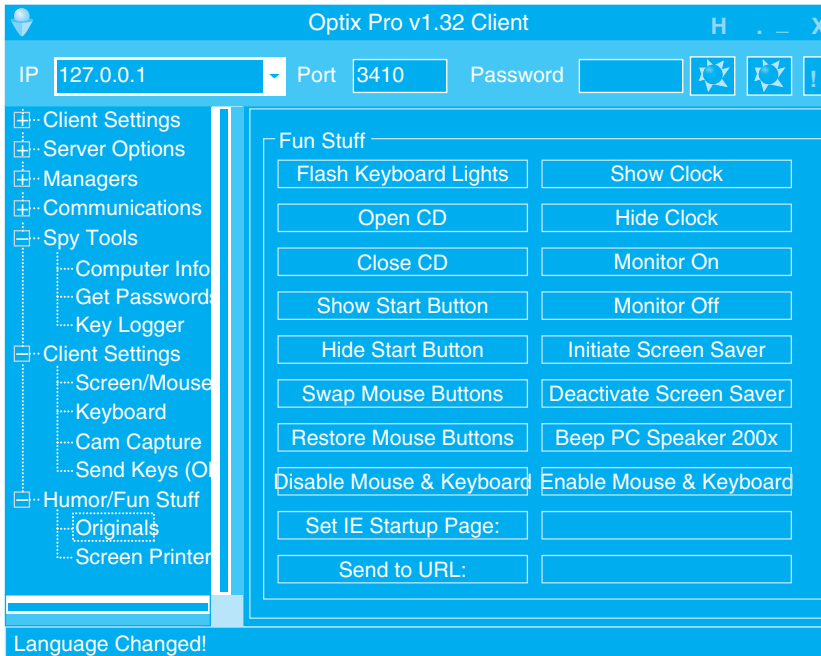 Optix Pro v1.32 Client
H . _ X
IP 127.0.0.1 Port 3410 Password
!
Client Settings
Server Options
Managers
Communications
Spy Tools
Computer Info
Get Passwords
Key Logger
Client Settings
Screen/Mouse
Keyboard
Cam Capture
Send Keys (Ol
Humor/Fun Stuff
Originals
Screen Printer
Fun Stuff
Flash Keyboard Lights Show Clock
Open CD Hide Clock
Close CD Monitor On
Show Start Button Monitor Off
Hide Start Button Initiate Screen Saver
Swap Mouse Buttons Deactivate Screen Saver
Restore Mouse Buttons Beep PC Speaker 200x
Disable Mouse & Keyboard Enable Mouse & Keyboard
Set IE Startup Page:
Send to URL:
Language Changed!